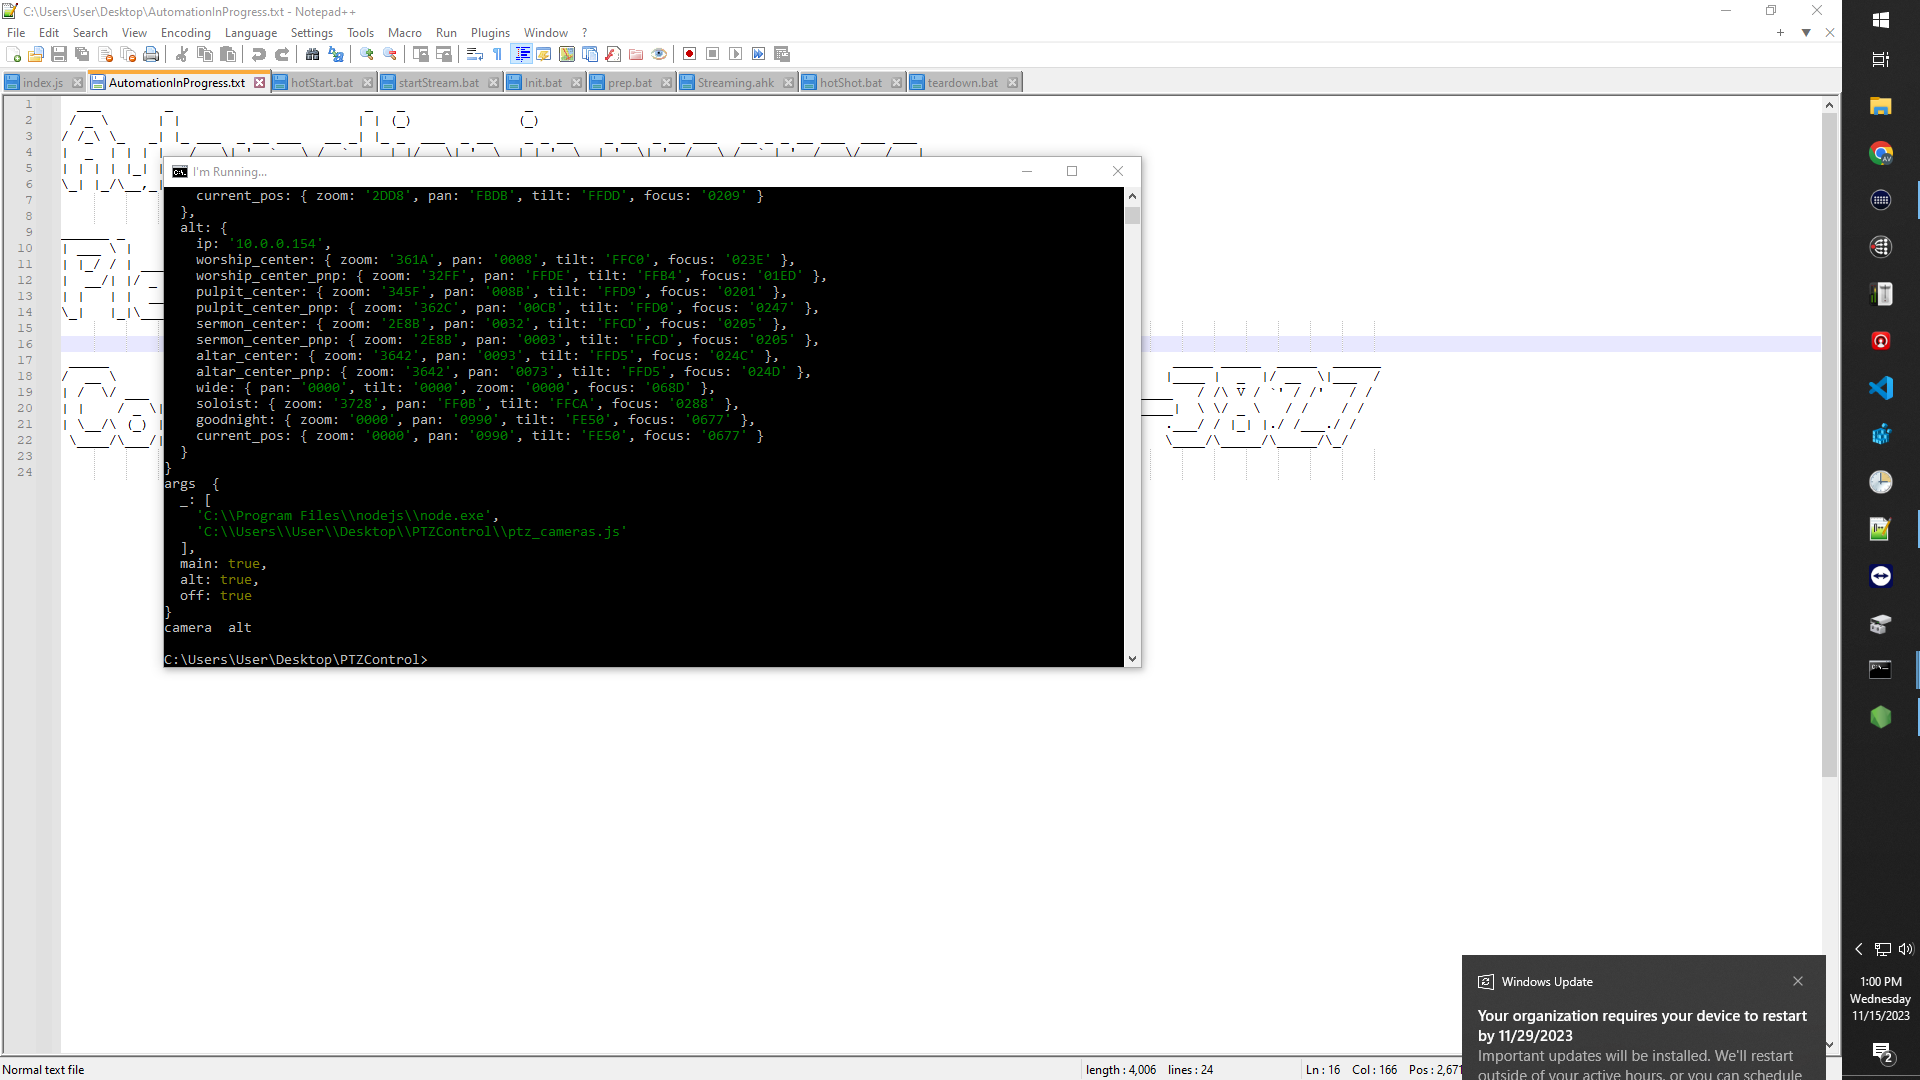 C:\Users\User\Desktop\AutomationInProgress.txt - Notepad++
File Edit Search View Encoding Language Settings Tools Macro Run Plugins Window ?
index.js AutomationInProgress.txt hotStart.bat startStream.bat Init.bat prep.bat Streaming.ahk hotShot.bat teardown.bat
1
2
3
4
5
6
7
8
9
10
11
12
13
14
15
16
17
18
19
20
21
22
23
24
I'm Running...
current_pos: { zoom: '2DD8', pan: 'FBDB', tilt: 'FFDD', focus: '0209' }
},
alt: {
ip: '10.0.0.154',
worship_center: { zoom: '361A', pan: '0008', tilt: 'FFC0', focus: '023E' },
worship_center_pnp: { zoom: '32FF', pan: 'FFDE', tilt: 'FFB4', focus: '01ED' },
pulpit_center: { zoom: '345F', pan: '008B', tilt: 'FFD9', focus: '0201' },
pulpit_center_pnp: { zoom: '362C', pan: '00CB', tilt: 'FFD0', focus: '0247' },
sermon_center: { zoom: '2E8B', pan: '0032', tilt: 'FFCD', focus: '0205' },
sermon_center_pnp: { zoom: '2E8B', pan: '0003', tilt: 'FFCD', focus: '0205' },
altar_center: { zoom: '3642', pan: '0093', tilt: 'FFD5', focus: '024C' },
altar_center_pnp: { zoom: '3642', pan: '0073', tilt: 'FFD5', focus: '024D' },
wide: { pan: '0000', tilt: '0000', zoom: '0000', focus: '068D' },
soloist: { zoom: '3728', pan: 'FF0B', tilt: 'FFCA', focus: '0288' },
goodnight: { zoom: '0000', pan: '0990', tilt: 'FE50', focus: '0677' },
current_pos: { zoom: '0000', pan: '0990', tilt: 'FE50', focus: '0677' }
}
}
args {
_: [
'C:\\Program Files\\nodejs\\node.exe',
'C:\\Users\\User\\Desktop\\PTZControl\\ptz_cameras.js'
],
main: true,
alt: true,
off: true
}
camera alt
C:\Users\User\Desktop\PTZControl>
Windows Update
Your organization requires your device to restart
by 11/29/2023
Important updates will be installed. We'll restart
outside of your active hours, or you can schedule
1:00 PM
Wednesday
11/15/2023
2
Normal text file
length : 4,006 lines : 24
Ln : 16 Col : 166 Pos : 2,671